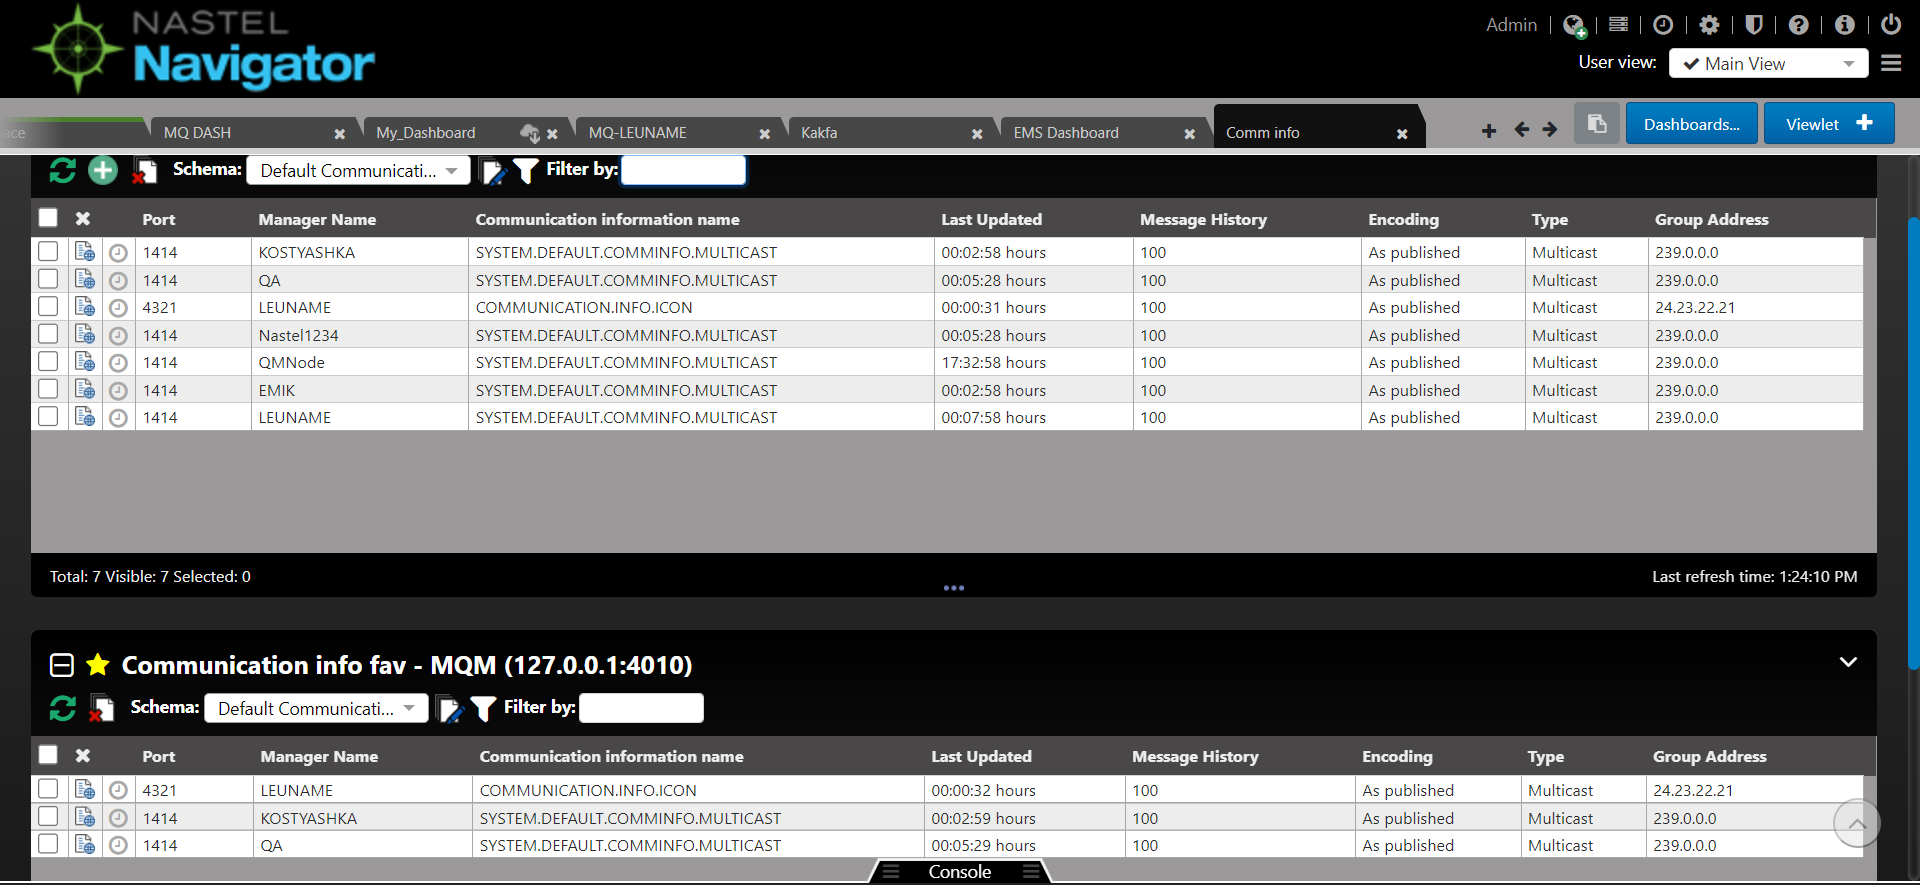 NASTEL
Navigator
Admin
User view: Main View
ace
MQ DASH
My_Dashboard
MQ-LEUNAME
Kakfa
EMS Dashboard
Comm info
Dashboards...
Viewlet
Schema: Default Communicati... Filter by:
Port Manager Name Communication information name Last Updated Message History Encoding Type Group Address
1414 KOSTYASHKA SYSTEM.DEFAULT.COMMINFO.MULTICAST 00:02:58 hours 100 As published Multicast 239.0.0.0
1414 QA SYSTEM.DEFAULT.COMMINFO.MULTICAST 00:05:28 hours 100 As published Multicast 239.0.0.0
4321 LEUNAME COMMUNICATION.INFO.ICON 00:00:31 hours 100 As published Multicast 24.23.22.21
1414 Nastel1234 SYSTEM.DEFAULT.COMMINFO.MULTICAST 00:05:28 hours 100 As published Multicast 239.0.0.0
1414 QMNode SYSTEM.DEFAULT.COMMINFO.MULTICAST 17:32:58 hours 100 As published Multicast 239.0.0.0
1414 EMIK SYSTEM.DEFAULT.COMMINFO.MULTICAST 00:02:58 hours 100 As published Multicast 239.0.0.0
1414 LEUNAME SYSTEM.DEFAULT.COMMINFO.MULTICAST 00:07:58 hours 100 As published Multicast 239.0.0.0
Total: 7 Visible: 7 Selected: 0
Last refresh time: 1:24:10 PM
Communication info fav - MQM (127.0.0.1:4010)
Schema: Default Communicati... Filter by:
Port Manager Name Communication information name Last Updated Message History Encoding Type Group Address
4321 LEUNAME COMMUNICATION.INFO.ICON 00:00:32 hours 100 As published Multicast 24.23.22.21
1414 KOSTYASHKA SYSTEM.DEFAULT.COMMINFO.MULTICAST 00:02:59 hours 100 As published Multicast 239.0.0.0
1414 QA SYSTEM.DEFAULT.COMMINFO.MULTICAST 00:05:29 hours 100 As published Multicast 239.0.0.0
Console